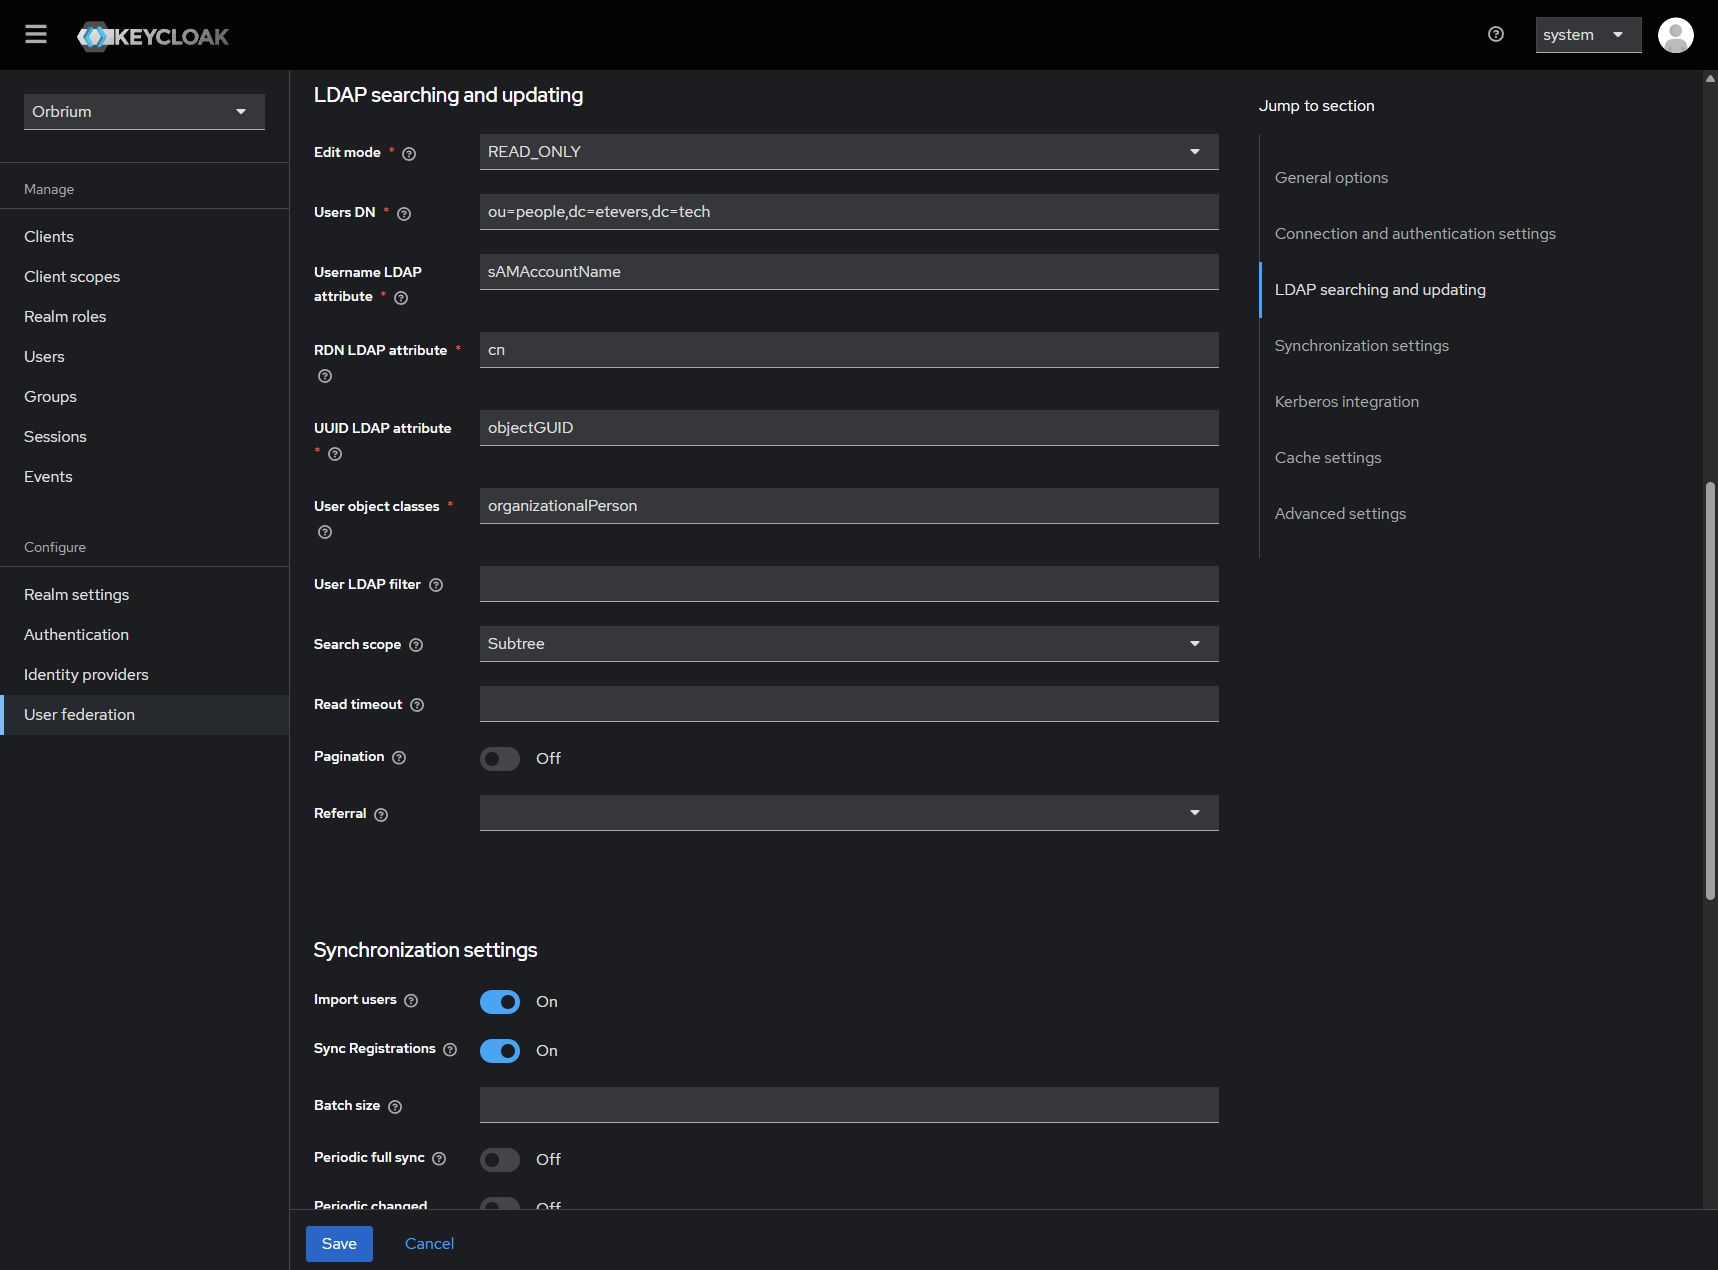 KEYCLOAK
system
Orbrium
Manage
Clients
Client scopes
Realm roles
Users
Groups
Sessions
Events
Configure
Realm settings
Authentication
Identity providers
User federation
LDAP searching and updating
Edit mode *
READ_ONLY
Users DN *
ou=people,dc=etevers,dc=tech
Username LDAP
attribute *
sAMAccountName
RDN LDAP attribute *
cn
UUID LDAP attribute
*
objectGUID
User object classes *
organizationalPerson
User LDAP filter
Search scope
Subtree
Read timeout
Pagination
Off
Referral
Synchronization settings
Import users
On
Sync Registrations
On
Batch size
Periodic full sync
Off
Periodic changed
Off
Save
Cancel
Jump to section
General options
Connection and authentication settings
LDAP searching and updating
Synchronization settings
Kerberos integration
Cache settings
Advanced settings